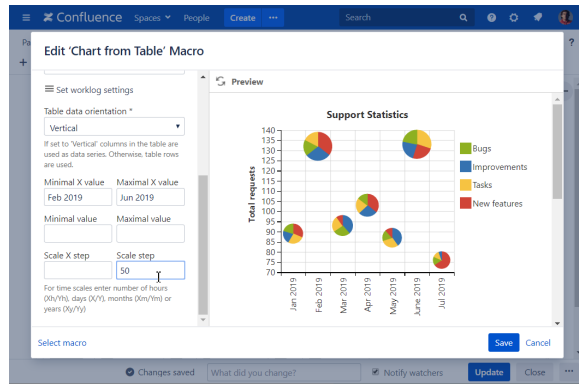 Confluence Spaces People Create ··· Search
Pa
Edit 'Chart from Table' Macro
?
Set worklog settings
Table data orientation *
Vertical
If set to 'Vertical' columns in the table are
used as data series. Otherwise, table rows
are used.
Minimal X value Maximal X value
Feb 2019 Jun 2019
Minimal value Maximal value
Scale X step Scale step
50
For time scales enter number of hours
(Xh/Yh), days (X/Y), months (Xm/Ym) or
years (Xy/Yy)
Preview
Support Statistics
Total requests
140
135
130
125
120
115
110
105
100
95
90
85
80
75
70
Jan 2019
Feb 2019
Mar 2019
Apr 2019
May 2019
June 2019
Jul 2019
Bugs
Improvements
Tasks
New features
Select macro
Save Cancel
Changes saved What did you change? Notify watchers Update Close ···